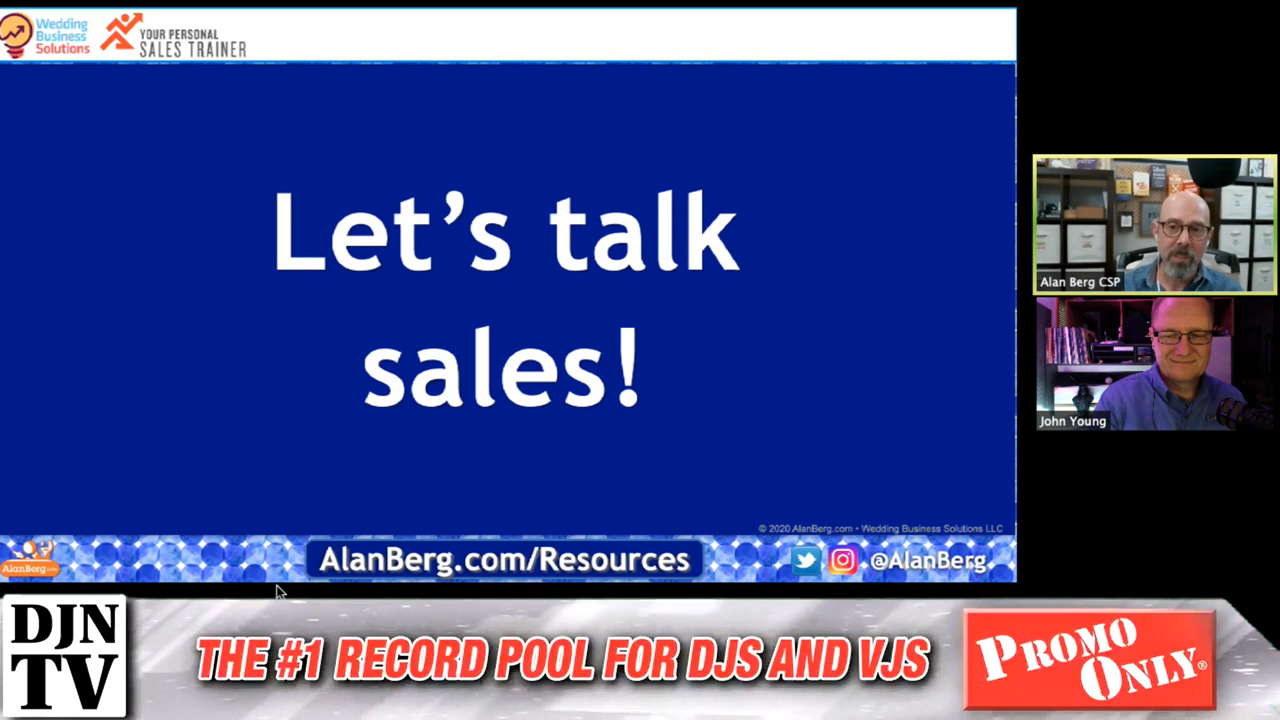 Wedding
Business
Solutions
YOUR PERSONAL
SALES TRAINER
Let's talk
sales!
Alan Berg CSP
John Young
© 2020 AlanBerg.com • Wedding Business Solutions LLC
AlanBerg.com
AlanBerg.com/Resources
@AlanBerg
DJN
TV
THE #1 RECORD POOL FOR DJS AND VJS
PROMO
ONLY®